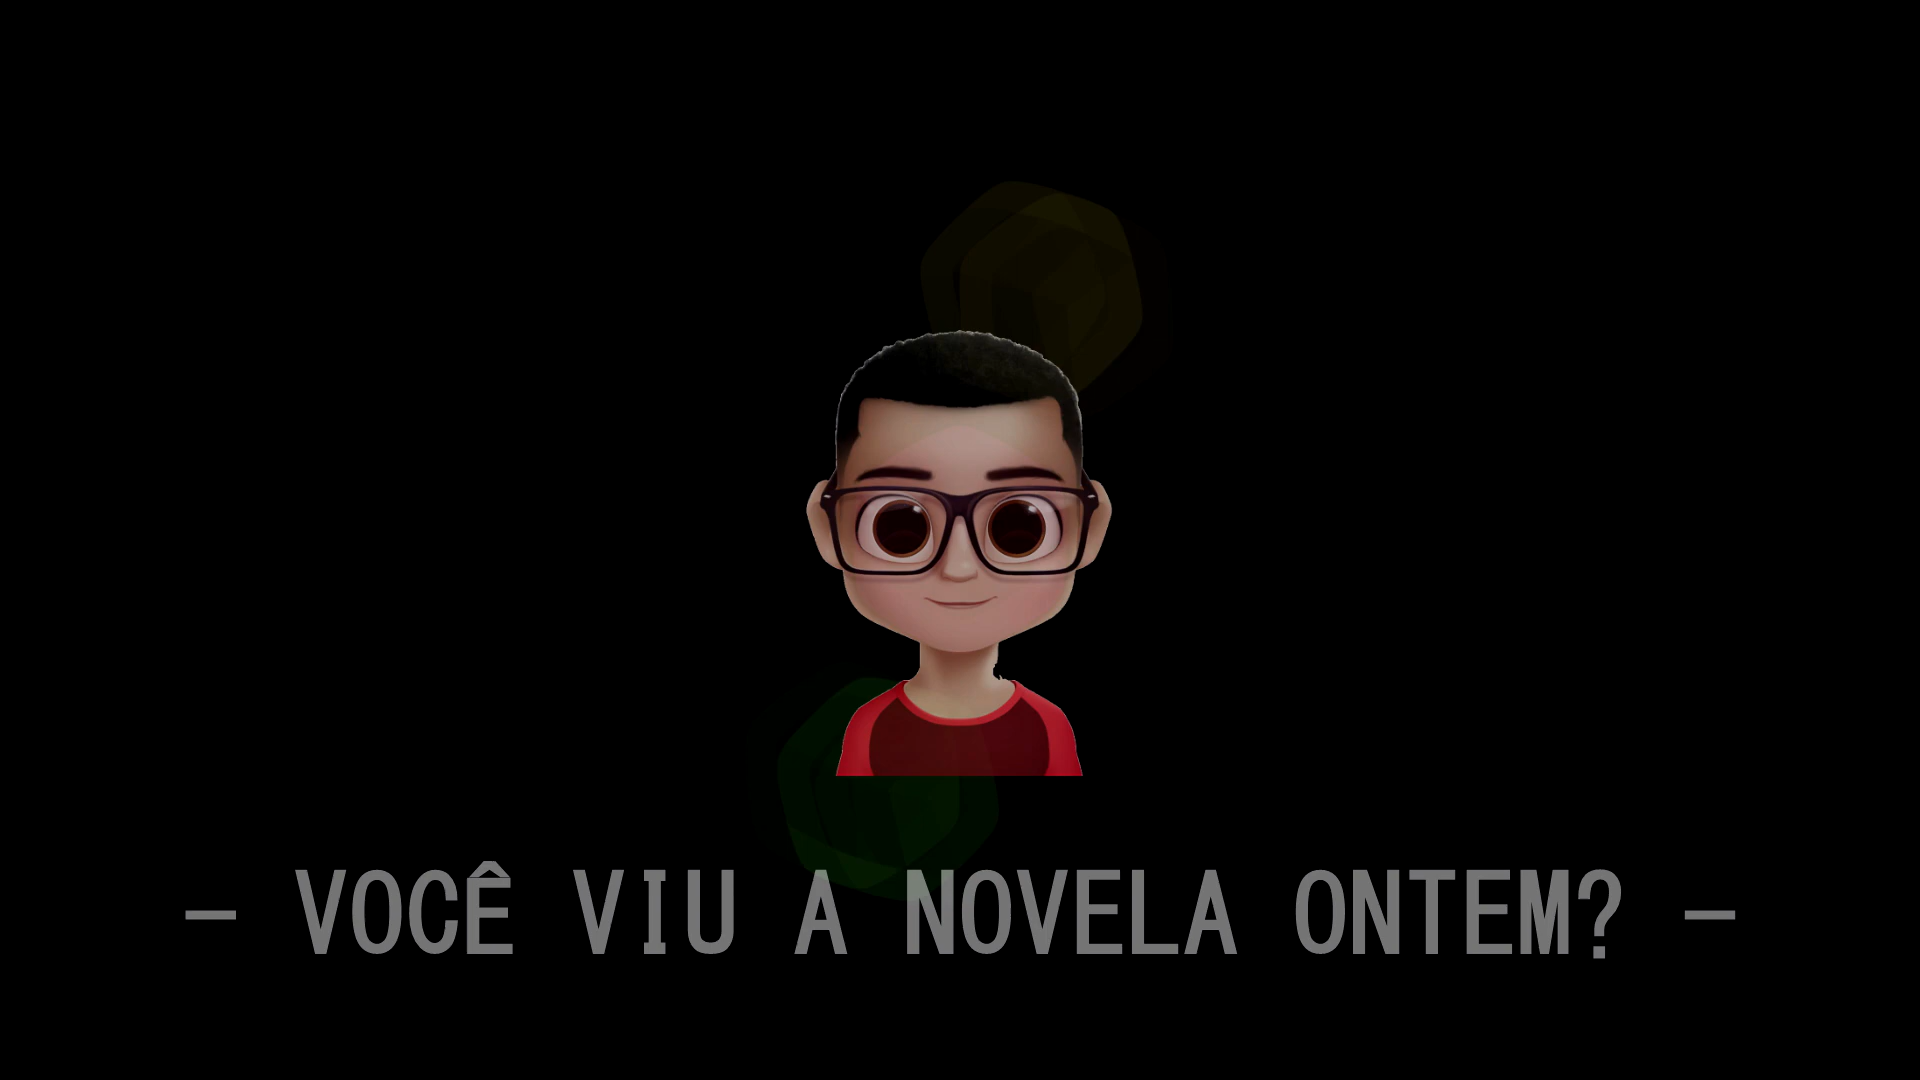 — VOCÊ VIU A NOVELA ONTEM? —